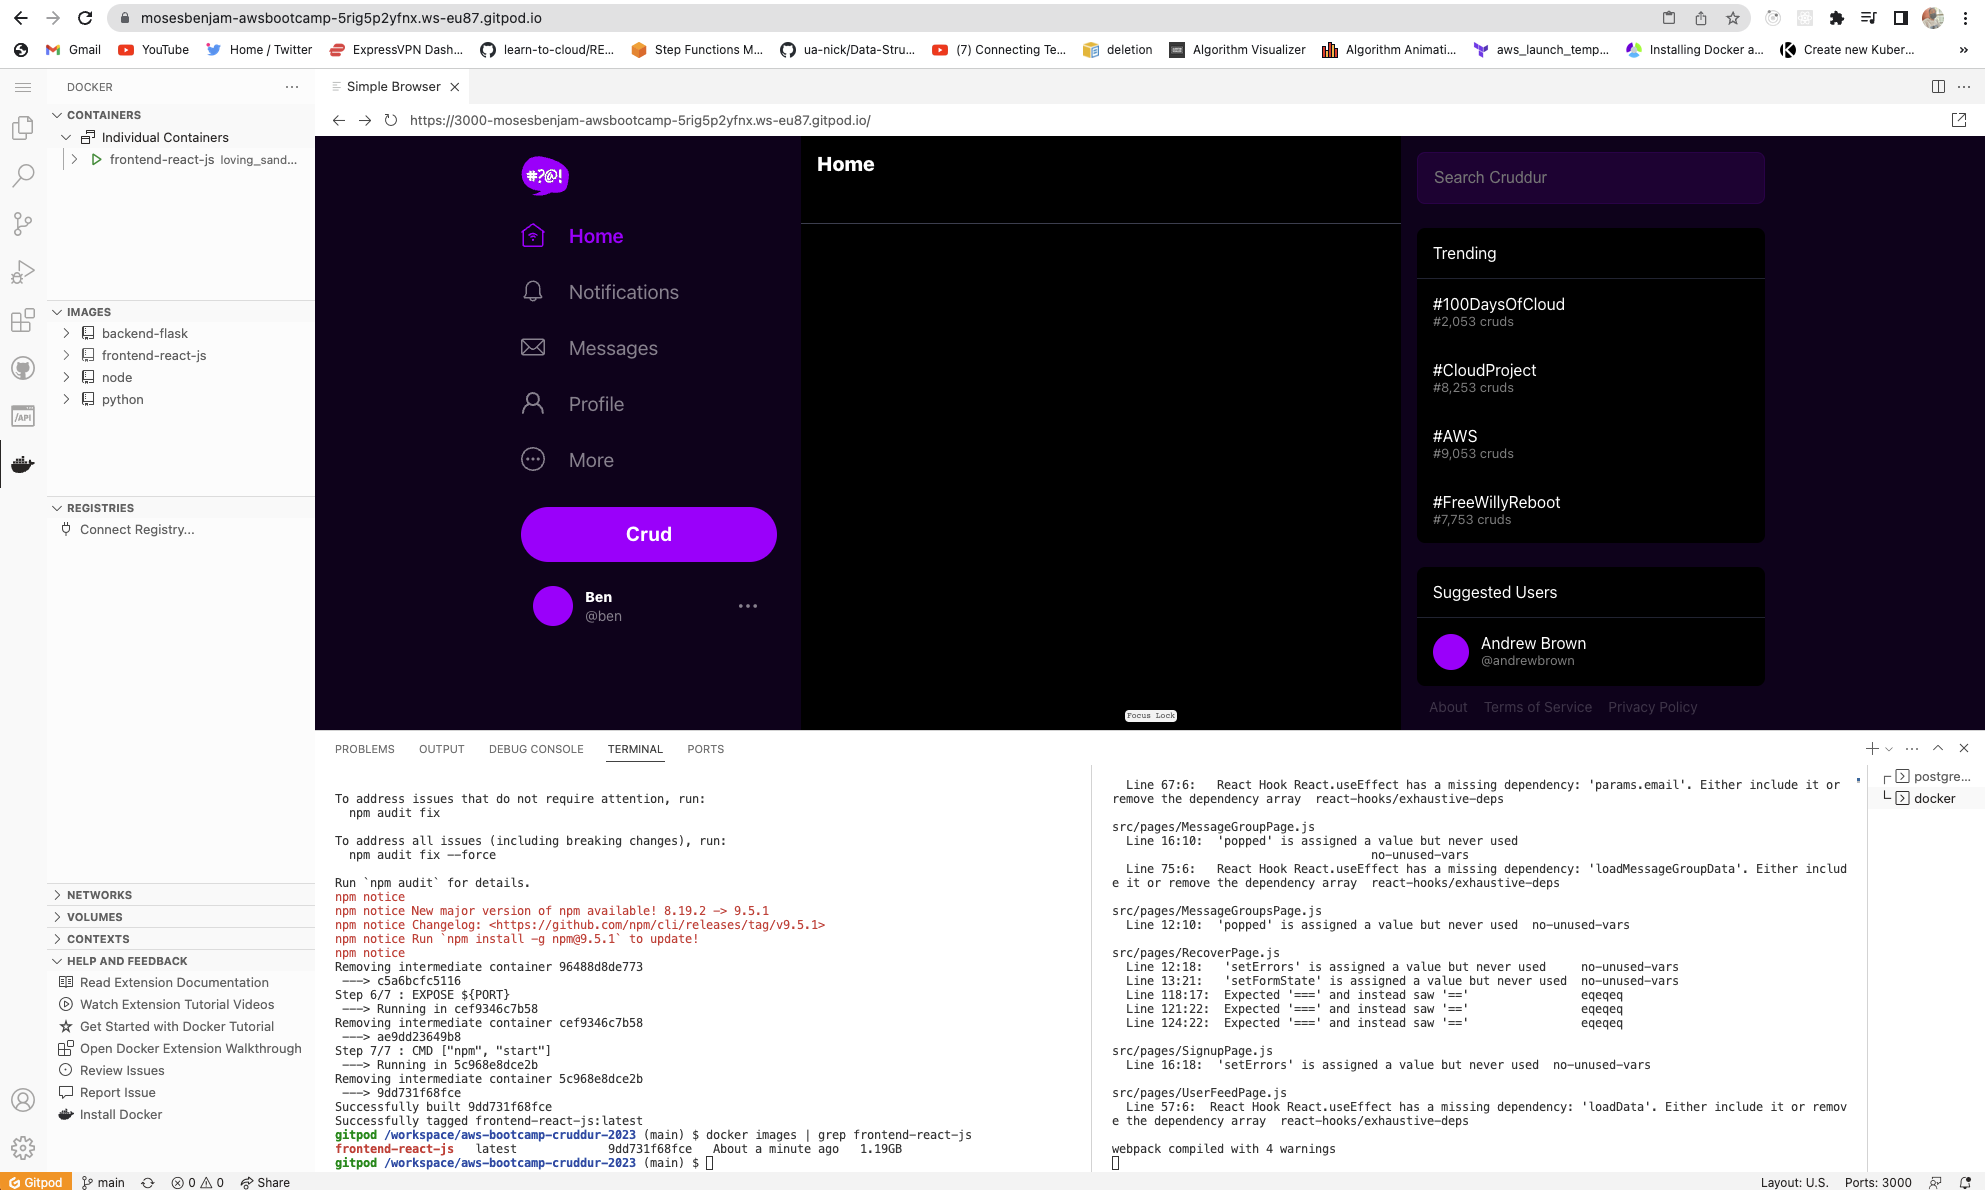 mosesbenjam-awsbootcamp-5rig5p2yfnx.ws-eu87.gitpod.io
Gmail YouTube Home / Twitter ExpressVPN Dash... learn-to-cloud/RE... Step Functions M... ua-nick/Data-Stru... (7) Connecting Te... deletion Algorithm Visualizer Algorithm Animati... aws_launch_temp... Installing Docker a... Create new Kuber... »
DOCKER ···
CONTAINERS
Individual Containers
frontend-react-js loving_sand...
IMAGES
backend-flask
frontend-react-js
node
python
REGISTRIES
Connect Registry...
NETWORKS
VOLUMES
CONTEXTS
HELP AND FEEDBACK
Read Extension Documentation
Watch Extension Tutorial Videos
Get Started with Docker Tutorial
Open Docker Extension Walkthrough
Review Issues
Report Issue
Install Docker
/API
Simple Browser
https://3000-mosesbenjam-awsbootcamp-5rig5p2yfnx.ws-eu87.gitpod.io/
#?@!
Home
Notifications
Messages
Profile
More
Crud
Ben
@ben
Home
Focus Lock
Search Cruddur
Trending
#100DaysOfCloud
#2,053 cruds
#CloudProject
#8,253 cruds
#AWS
#9,053 cruds
#FreeWillyReboot
#7,753 cruds
Suggested Users
Andrew Brown
@andrewbrown
About Terms of Service Privacy Policy
PROBLEMS OUTPUT DEBUG CONSOLE TERMINAL PORTS
To address issues that do not require attention, run:
npm audit fix
To address all issues (including breaking changes), run:
npm audit fix --force
Run `npm audit` for details.
npm notice
npm notice New major version of npm available! 8.19.2 -> 9.5.1
npm notice Changelog: <https://github.com/npm/cli/releases/tag/v9.5.1>
npm notice Run `npm install -g npm@9.5.1` to update!
npm notice
Removing intermediate container 96488d8de773
---> c5a6bcfc5116
Step 6/7 : EXPOSE ${PORT}
---> Running in cef9346c7b58
Removing intermediate container cef9346c7b58
---> ae9dd23649b8
Step 7/7 : CMD ["npm", "start"]
---> Running in 5c968e8dce2b
Removing intermediate container 5c968e8dce2b
---> 9dd731f68fce
Successfully built 9dd731f68fce
Successfully tagged frontend-react-js:latest
gitpod /workspace/aws-bootcamp-cruddur-2023 (main) $ docker images | grep frontend-react-js
frontend-react-js latest 9dd731f68fce About a minute ago 1.19GB
gitpod /workspace/aws-bootcamp-cruddur-2023 (main) $
Line 67:6: React Hook React.useEffect has a missing dependency: 'params.email'. Either include it or
remove the dependency array react-hooks/exhaustive-deps
src/pages/MessageGroupPage.js
Line 16:10: 'popped' is assigned a value but never used
no-unused-vars
Line 75:6: React Hook React.useEffect has a missing dependency: 'loadMessageGroupData'. Either includ
e it or remove the dependency array react-hooks/exhaustive-deps
src/pages/MessageGroupsPage.js
Line 12:10: 'popped' is assigned a value but never used no-unused-vars
src/pages/RecoverPage.js
Line 12:18: 'setErrors' is assigned a value but never used no-unused-vars
Line 13:21: 'setFormState' is assigned a value but never used no-unused-vars
Line 118:17: Expected '===' and instead saw '==' eqeqeq
Line 121:22: Expected '===' and instead saw '==' eqeqeq
Line 124:22: Expected '===' and instead saw '==' eqeqeq
src/pages/SignupPage.js
Line 16:18: 'setErrors' is assigned a value but never used no-unused-vars
src/pages/UserFeedPage.js
Line 57:6: React Hook React.useEffect has a missing dependency: 'loadData'. Either include it or remov
e the dependency array react-hooks/exhaustive-deps
webpack compiled with 4 warnings
postgre...
docker
Gitpod main 0 0 Share Layout: U.S. Ports: 3000